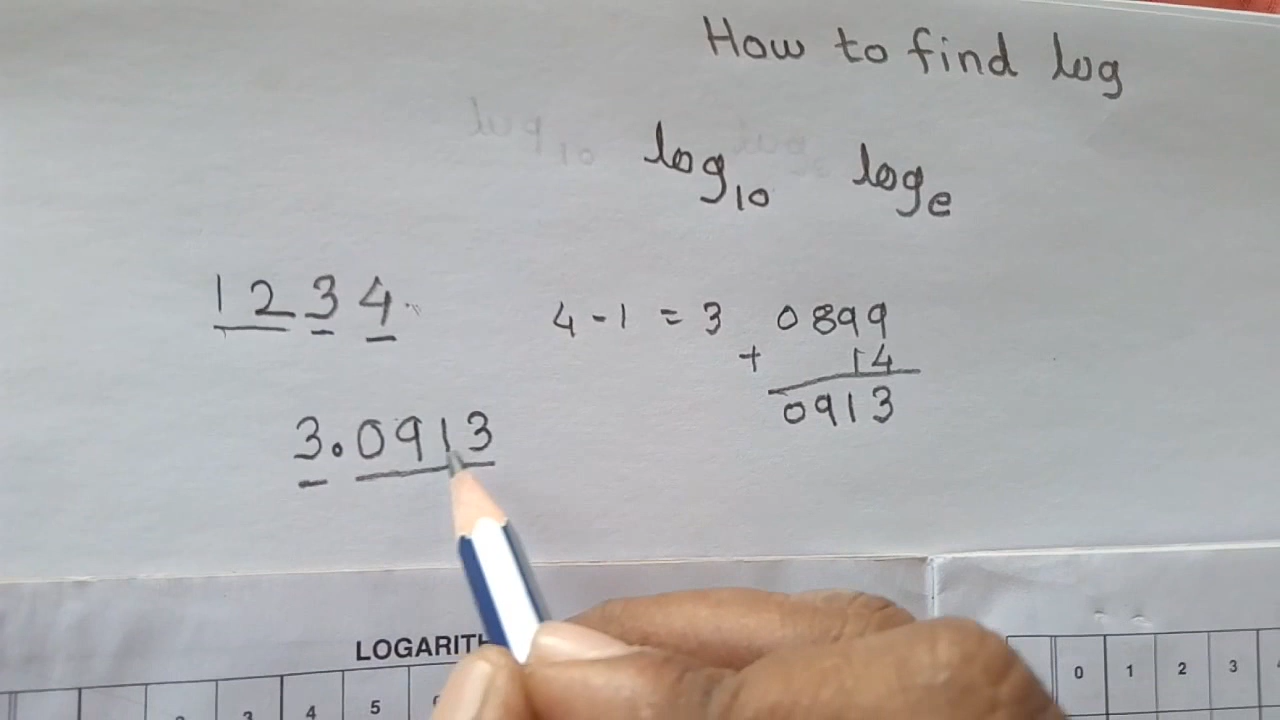 How to find log
log10 loge
1234. 4-1 = 3 0899
+ 14
0913
3.0913
LOGARITH
3 4 5
0 1 2 3